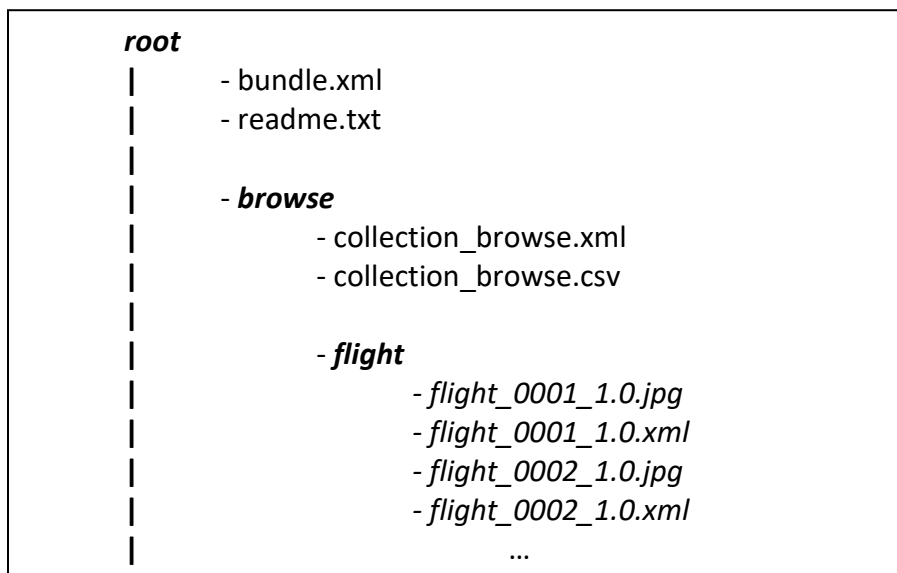 root
| - bundle.xml
| - readme.txt
|
| - browse
| - collection_browse.xml
| - collection_browse.csv
|
| - flight
| - flight_0001_1.0.jpg
| - flight_0001_1.0.xml
| - flight_0002_1.0.jpg
| - flight_0002_1.0.xml
| ...